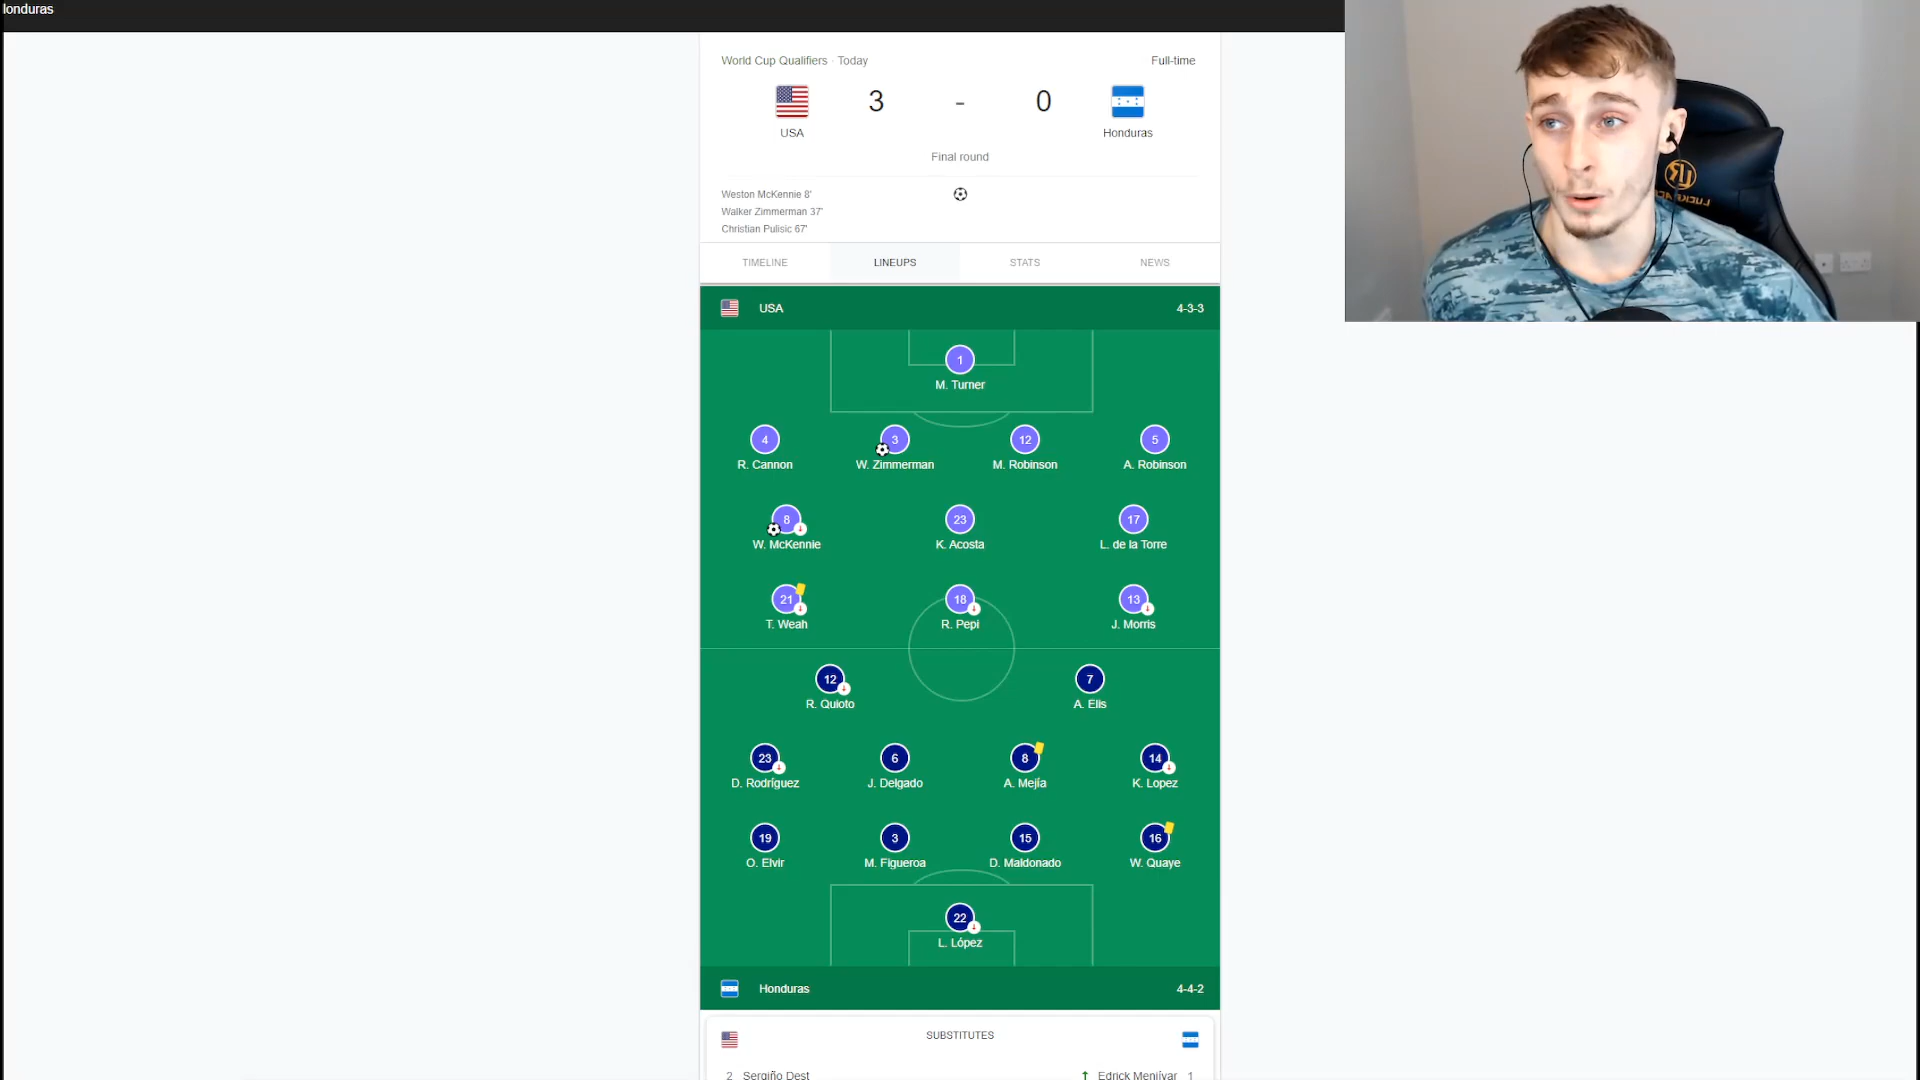 londuras
World Cup Qualifiers · Today
Full-time
3 - 0
USA
Honduras
Final round
Weston McKennie 8'
Walker Zimmerman 37'
Christian Pulisic 67'
TIMELINE LINEUPS STATS NEWS
USA 4-3-3
1
M. Turner
4 3 12 5
R. Cannon W. Zimmerman M. Robinson A. Robinson
8 23 17
W. McKennie K. Acosta L. de la Torre
21 18 13
T. Weah R. Pepi J. Morris
12 7
R. Quioto A. Elis
23 6 8 14
D. Rodríguez J. Delgado A. Mejía K. Lopez
19 3 15 16
O. Elvir M. Figueroa D. Maldonado W. Quaye
22
L. López
Honduras 4-4-2
SUBSTITUTES
2 Sergiño Dest Edrick Menjívar 1